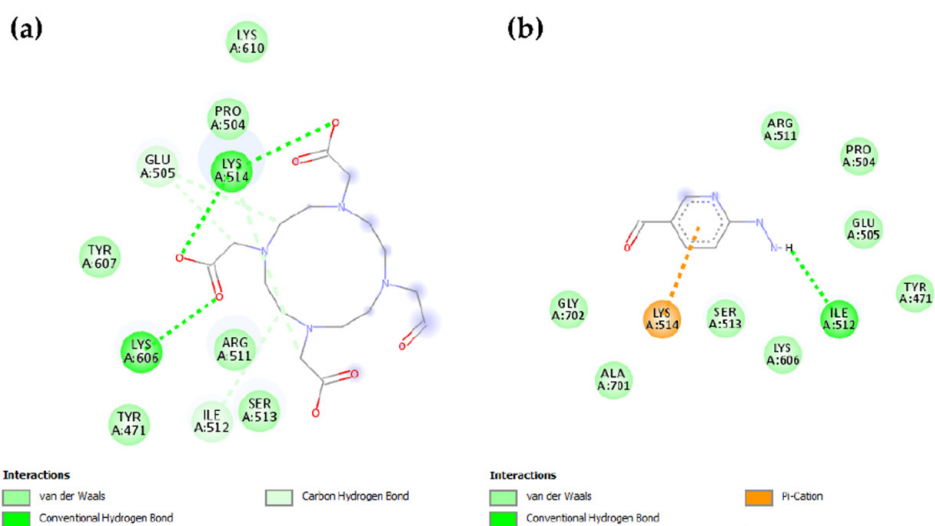 (a)
LYS
A:610
PRO
A:504
GLU
A:505
LYS
A:514
TYR
A:607
LYS
A:606
ARG
A:511
TYR
A:471
ILE
A:512
SER
A:513
O
O
N
N
N
N
O
O
O
O
O
Interactions
van der Waals
Conventional Hydrogen Bond
Carbon Hydrogen Bond
(b)
ARG
A:511
PRO
A:504
GLU
A:505
TYR
A:471
GLY
A:702
LYS
A:514
SER
A:513
ILE
A:512
LYS
A:606
ALA
A:701
N
N
N-H
O
Interactions
van der Waals
Conventional Hydrogen Bond
Pi-Cation